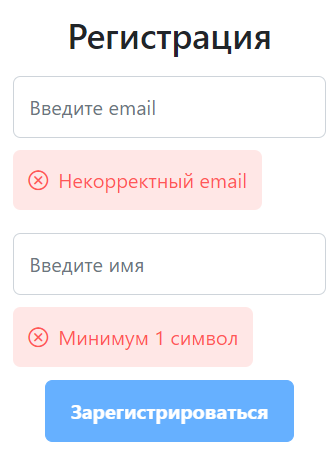 Регистрация
Введите email
Некорректный email
Введите имя
Минимум 1 символ
Зарегистрироваться